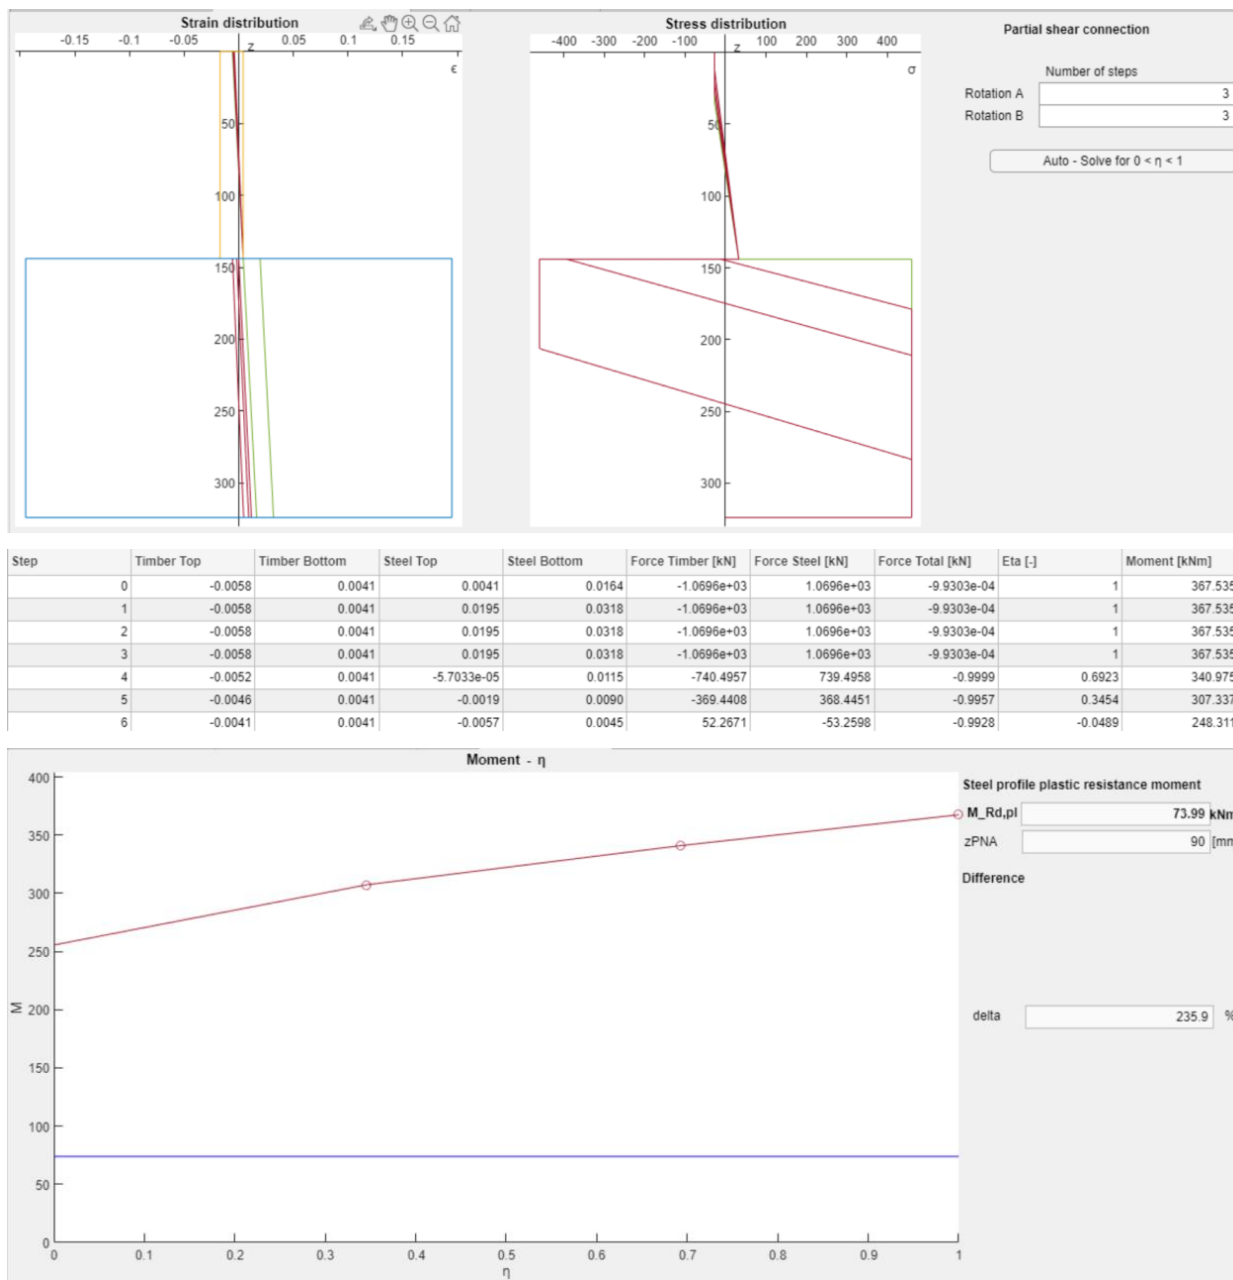 Strain distribution
-0.15 -0.1 -0.05 0.05 0.1 0.15
z
ϵ
50
100
150
200
250
300
Stress distribution
-400 -300 -200 -100 100 200 300 400
z
σ
50
100
150
200
250
300
Partial shear connection
Number of steps
Rotation A 3
Rotation B 3
Auto - Solve for 0 < η < 1
Step Timber Top Timber Bottom Steel Top Steel Bottom Force Timber [kN] Force Steel [kN] Force Total [kN] Eta [-] Moment [kNm]
0 -0.0058 0.0041 0.0041 0.0164 -1.0696e+03 1.0696e+03 -9.9303e-04 1 367.535
1 -0.0058 0.0041 0.0195 0.0318 -1.0696e+03 1.0696e+03 -9.9303e-04 1 367.535
2 -0.0058 0.0041 0.0195 0.0318 -1.0696e+03 1.0696e+03 -9.9303e-04 1 367.535
3 -0.0058 0.0041 0.0195 0.0318 -1.0696e+03 1.0696e+03 -9.9303e-04 1 367.535
4 -0.0052 0.0041 -5.7033e-05 0.0115 -740.4957 739.4958 -0.9999 0.6923 340.975
5 -0.0046 0.0041 -0.0019 0.0090 -369.4408 368.4451 -0.9957 0.3454 307.337
6 -0.0041 0.0041 -0.0057 0.0045 52.2671 -53.2598 -0.9928 -0.0489 248.311
Moment - η
400
350
300
250
200
150
100
50
0
M
0 0.1 0.2 0.3 0.4 0.5 0.6 0.7 0.8 0.9 1
η
Steel profile plastic resistance moment
M_Rd,pl 73.99 kNm
zPNA 90 [mm
Difference
delta 235.9 %